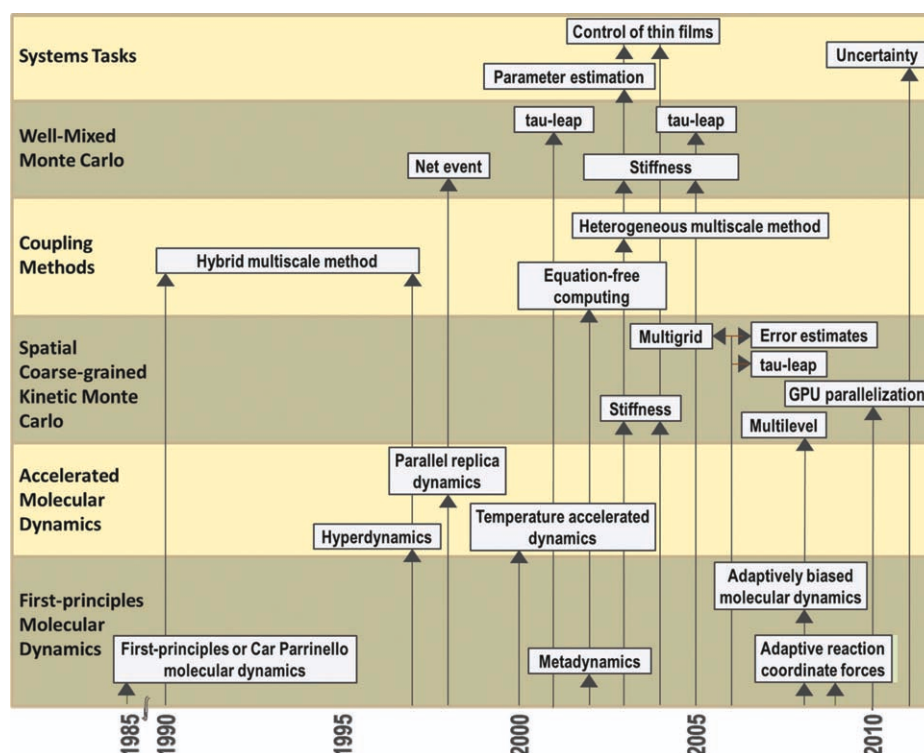 Systems Tasks
Control of thin films
Uncertainty
Parameter estimation
Well-Mixed
Monte Carlo
tau-leap
tau-leap
Net event
Stiffness
Coupling
Methods
Heterogeneous multiscale method
Hybrid multiscale method
Equation-free
computing
Spatial
Coarse-grained
Kinetic Monte
Carlo
Multigrid
Error estimates
tau-leap
GPU parallelization
Stiffness
Multilevel
Accelerated
Molecular
Dynamics
Parallel replica
dynamics
Hyperdynamics
Temperature accelerated
dynamics
First-principles
Molecular
Dynamics
Adaptively biased
molecular dynamics
First-principles or Car Parrinello
molecular dynamics
Metadynamics
Adaptive reaction
coordinate forces
1985
1990
1995
2000
2005
2010